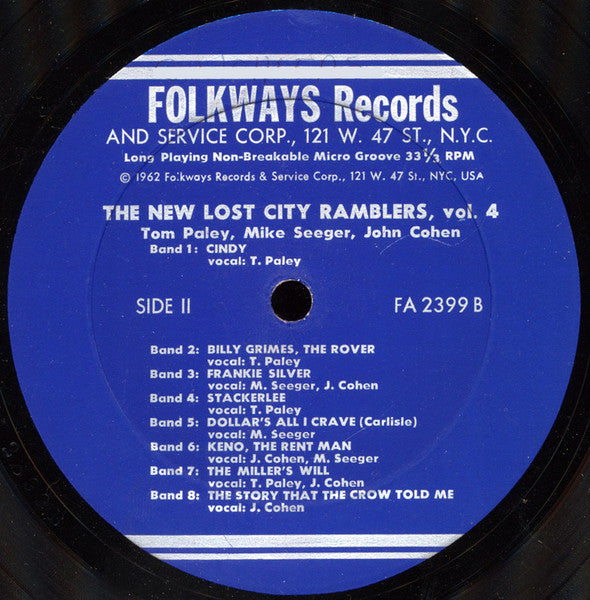 FOLKWAYS Records
AND SERVICE CORP., 121 W. 47 ST., N.Y.C.
Long Playing Non-Breakable Micro Groove 33⅓ RPM
© 1962 Folkways Records & Service Corp., 121 W. 47 St., NYC, USA
THE NEW LOST CITY RAMBLERS, vol. 4
Tom Paley, Mike Seeger, John Cohen
Band 1: CINDY
vocal: T. Paley
SIDE II
FA 2399 B
Band 2: BILLY GRIMES, THE ROVER
vocal: T. Paley
Band 3: FRANKIE SILVER
vocal: M. Seeger, J. Cohen
Band 4: STACKERLEE
vocal: T. Paley
Band 5: DOLLAR'S ALL I CRAVE (Carlisle)
vocal: M. Seeger
Band 6: KENO, THE RENT MAN
vocal: J. Cohen, M. Seeger
Band 7: THE MILLER'S WILL
vocal: T. Paley, J. Cohen
Band 8: THE STORY THAT THE CROW TOLD ME
vocal: J. Cohen